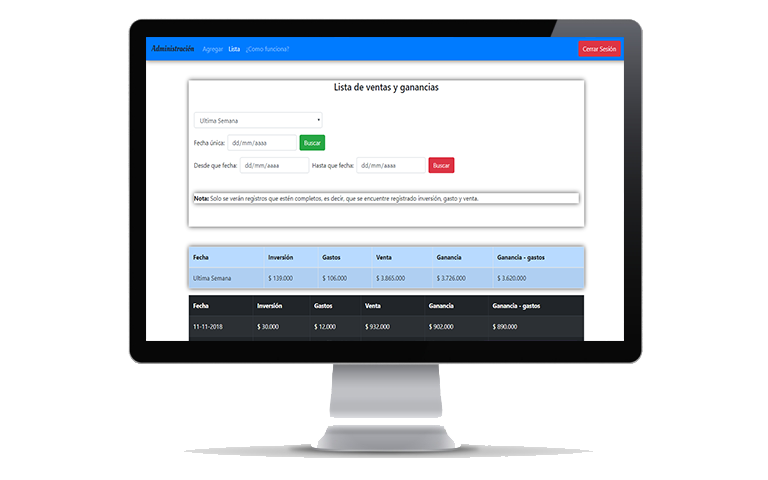 Administración Agregar Lista ¿Como funciona? Cerrar Sesión
Lista de ventas y ganancias
Ultima Semana
Fecha única: dd/mm/aaaa Buscar
Desde que fecha: dd/mm/aaaa Hasta que fecha: dd/mm/aaaa Buscar
Nota: Solo se verán registros que estén completos, es decir, que se encuentre registrado inversión, gasto y venta.
Fecha Inversión Gastos Venta Ganancia Ganancia - gastos
Ultima Semana $ 139.000 $ 106.000 $ 3.865.000 $ 3.726.000 $ 3.620.000
Fecha Inversión Gastos Venta Ganancia Ganancia - gastos
11-11-2018 $ 30.000 $ 12.000 $ 932.000 $ 902.000 $ 890.000